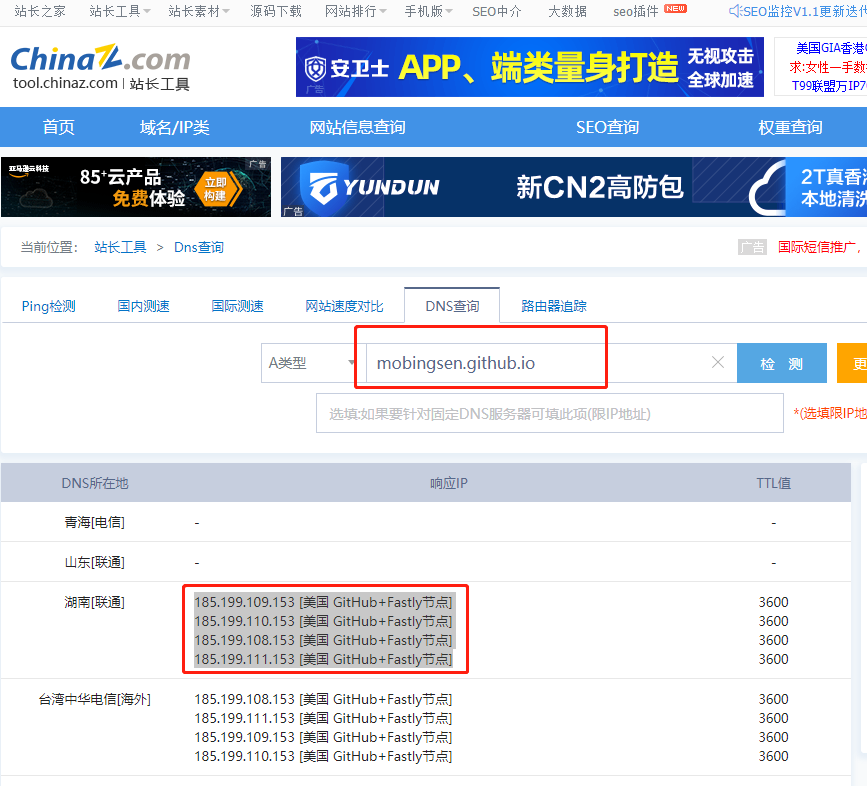 站长之家 站长工具 站长素材 源码下载 网站排行 手机版 SEO中介 大数据 seo插件 NEW SEO监控V1.1更新迭代
ChinaZ.com
tool.chinaz.com 站长工具
安卫士 APP、端类量身打造 无视攻击 全球加速
广告
美国GIA香港
求:女性一手数
T99联盟万IP7
首页 域名/IP类 网站信息查询 SEO查询 权重查询
亚马逊云科技 85+云产品 免费体验 立即构建 广告
YUNDUN 新CN2高防包 2T真香港 本地清洗
广告
当前位置: 站长工具 > Dns查询 广告 国际短信推广,
Ping检测 国内测速 国际测速 网站速度对比 DNS查询 路由器追踪
A类型 mobingsen.github.io 检 测 更
选填:如果要针对固定DNS服务器可填此项(限IP地址) *(选填限IP地
DNS所在地 响应IP TTL值
青海[电信] - -
山东[联通] - -
湖南[联通] 185.199.109.153 [美国 GitHub+Fastly节点] 3600
185.199.110.153 [美国 GitHub+Fastly节点] 3600
185.199.108.153 [美国 GitHub+Fastly节点] 3600
185.199.111.153 [美国 GitHub+Fastly节点] 3600
台湾中华电信[海外] 185.199.108.153 [美国 GitHub+Fastly节点] 3600
185.199.111.153 [美国 GitHub+Fastly节点] 3600
185.199.109.153 [美国 GitHub+Fastly节点] 3600
185.199.110.153 [美国 GitHub+Fastly节点] 3600